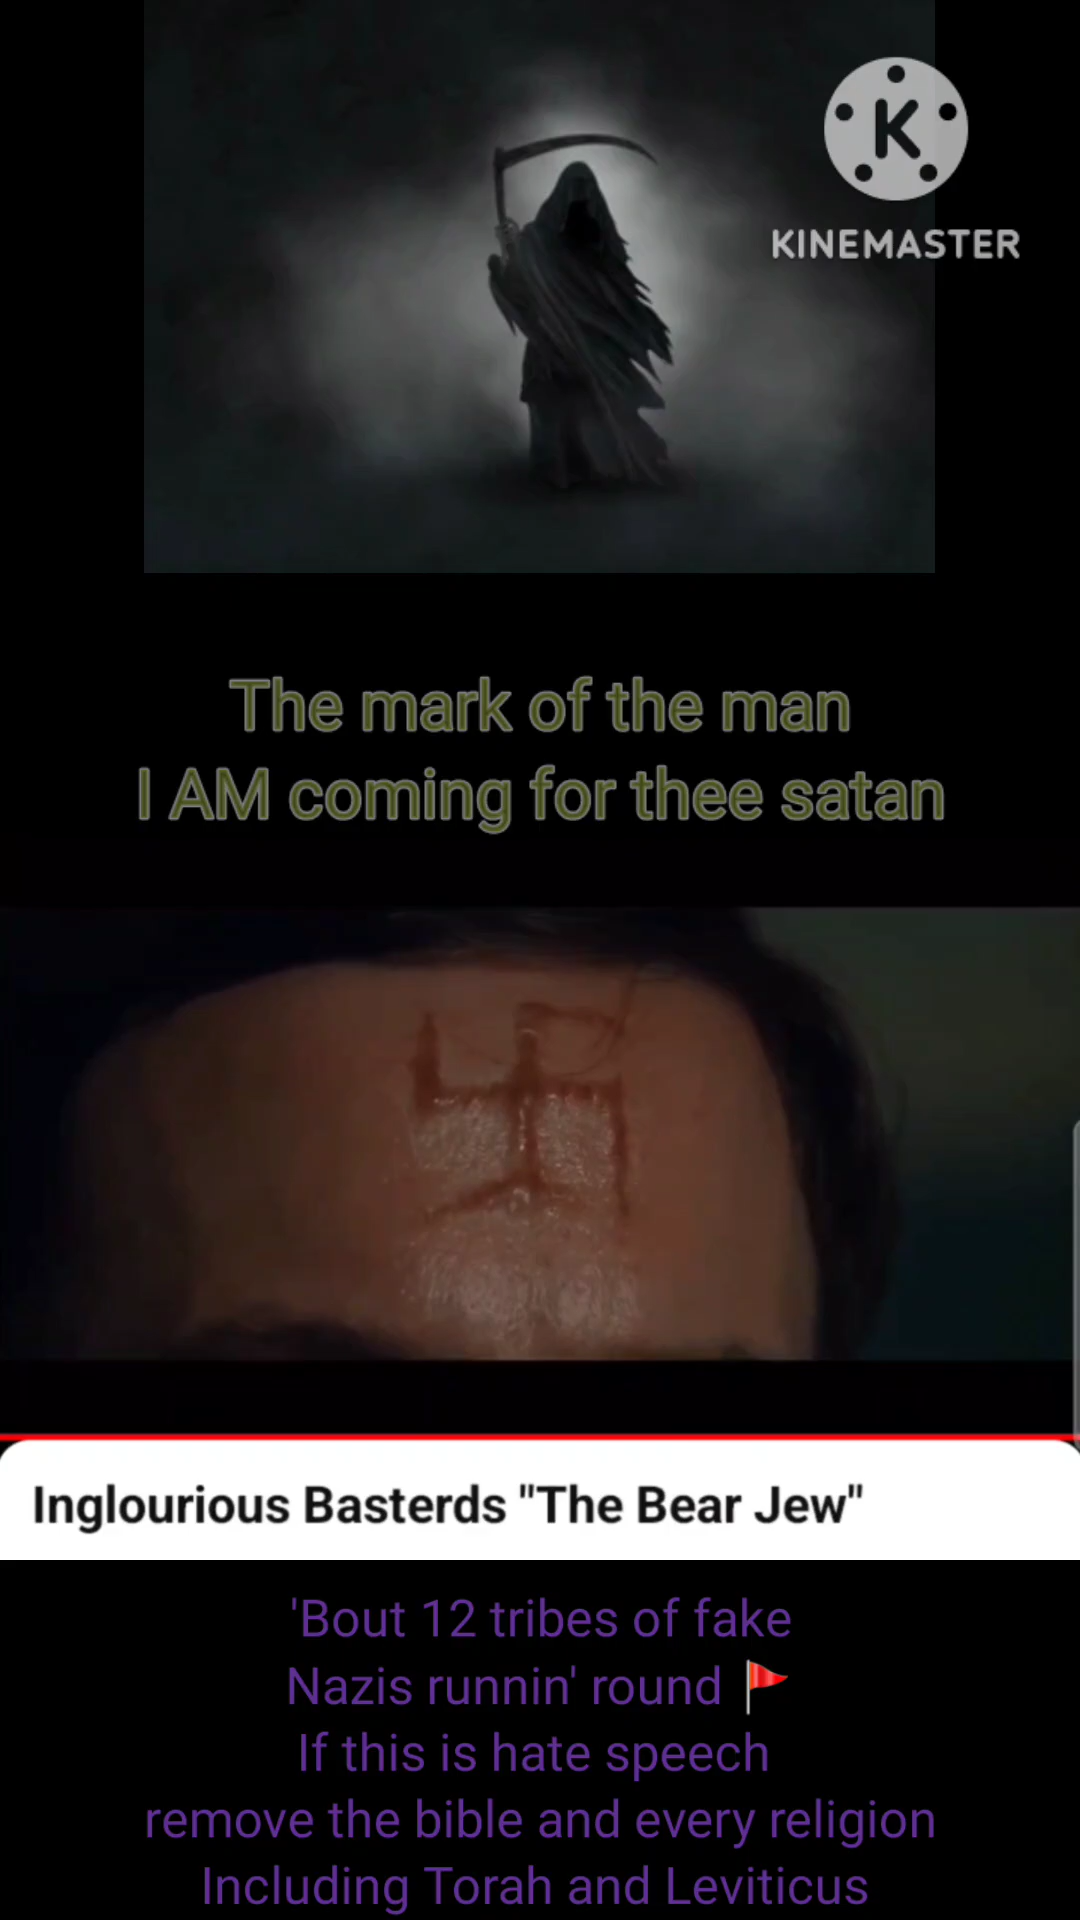 K
KINEMASTER
The mark of the man
I AM coming for thee satan
Inglourious Basterds "The Bear Jew"
'Bout 12 tribes of fake
Nazis runnin' round 🚩
If this is hate speech
remove the bible and every religion
Including Torah and Leviticus